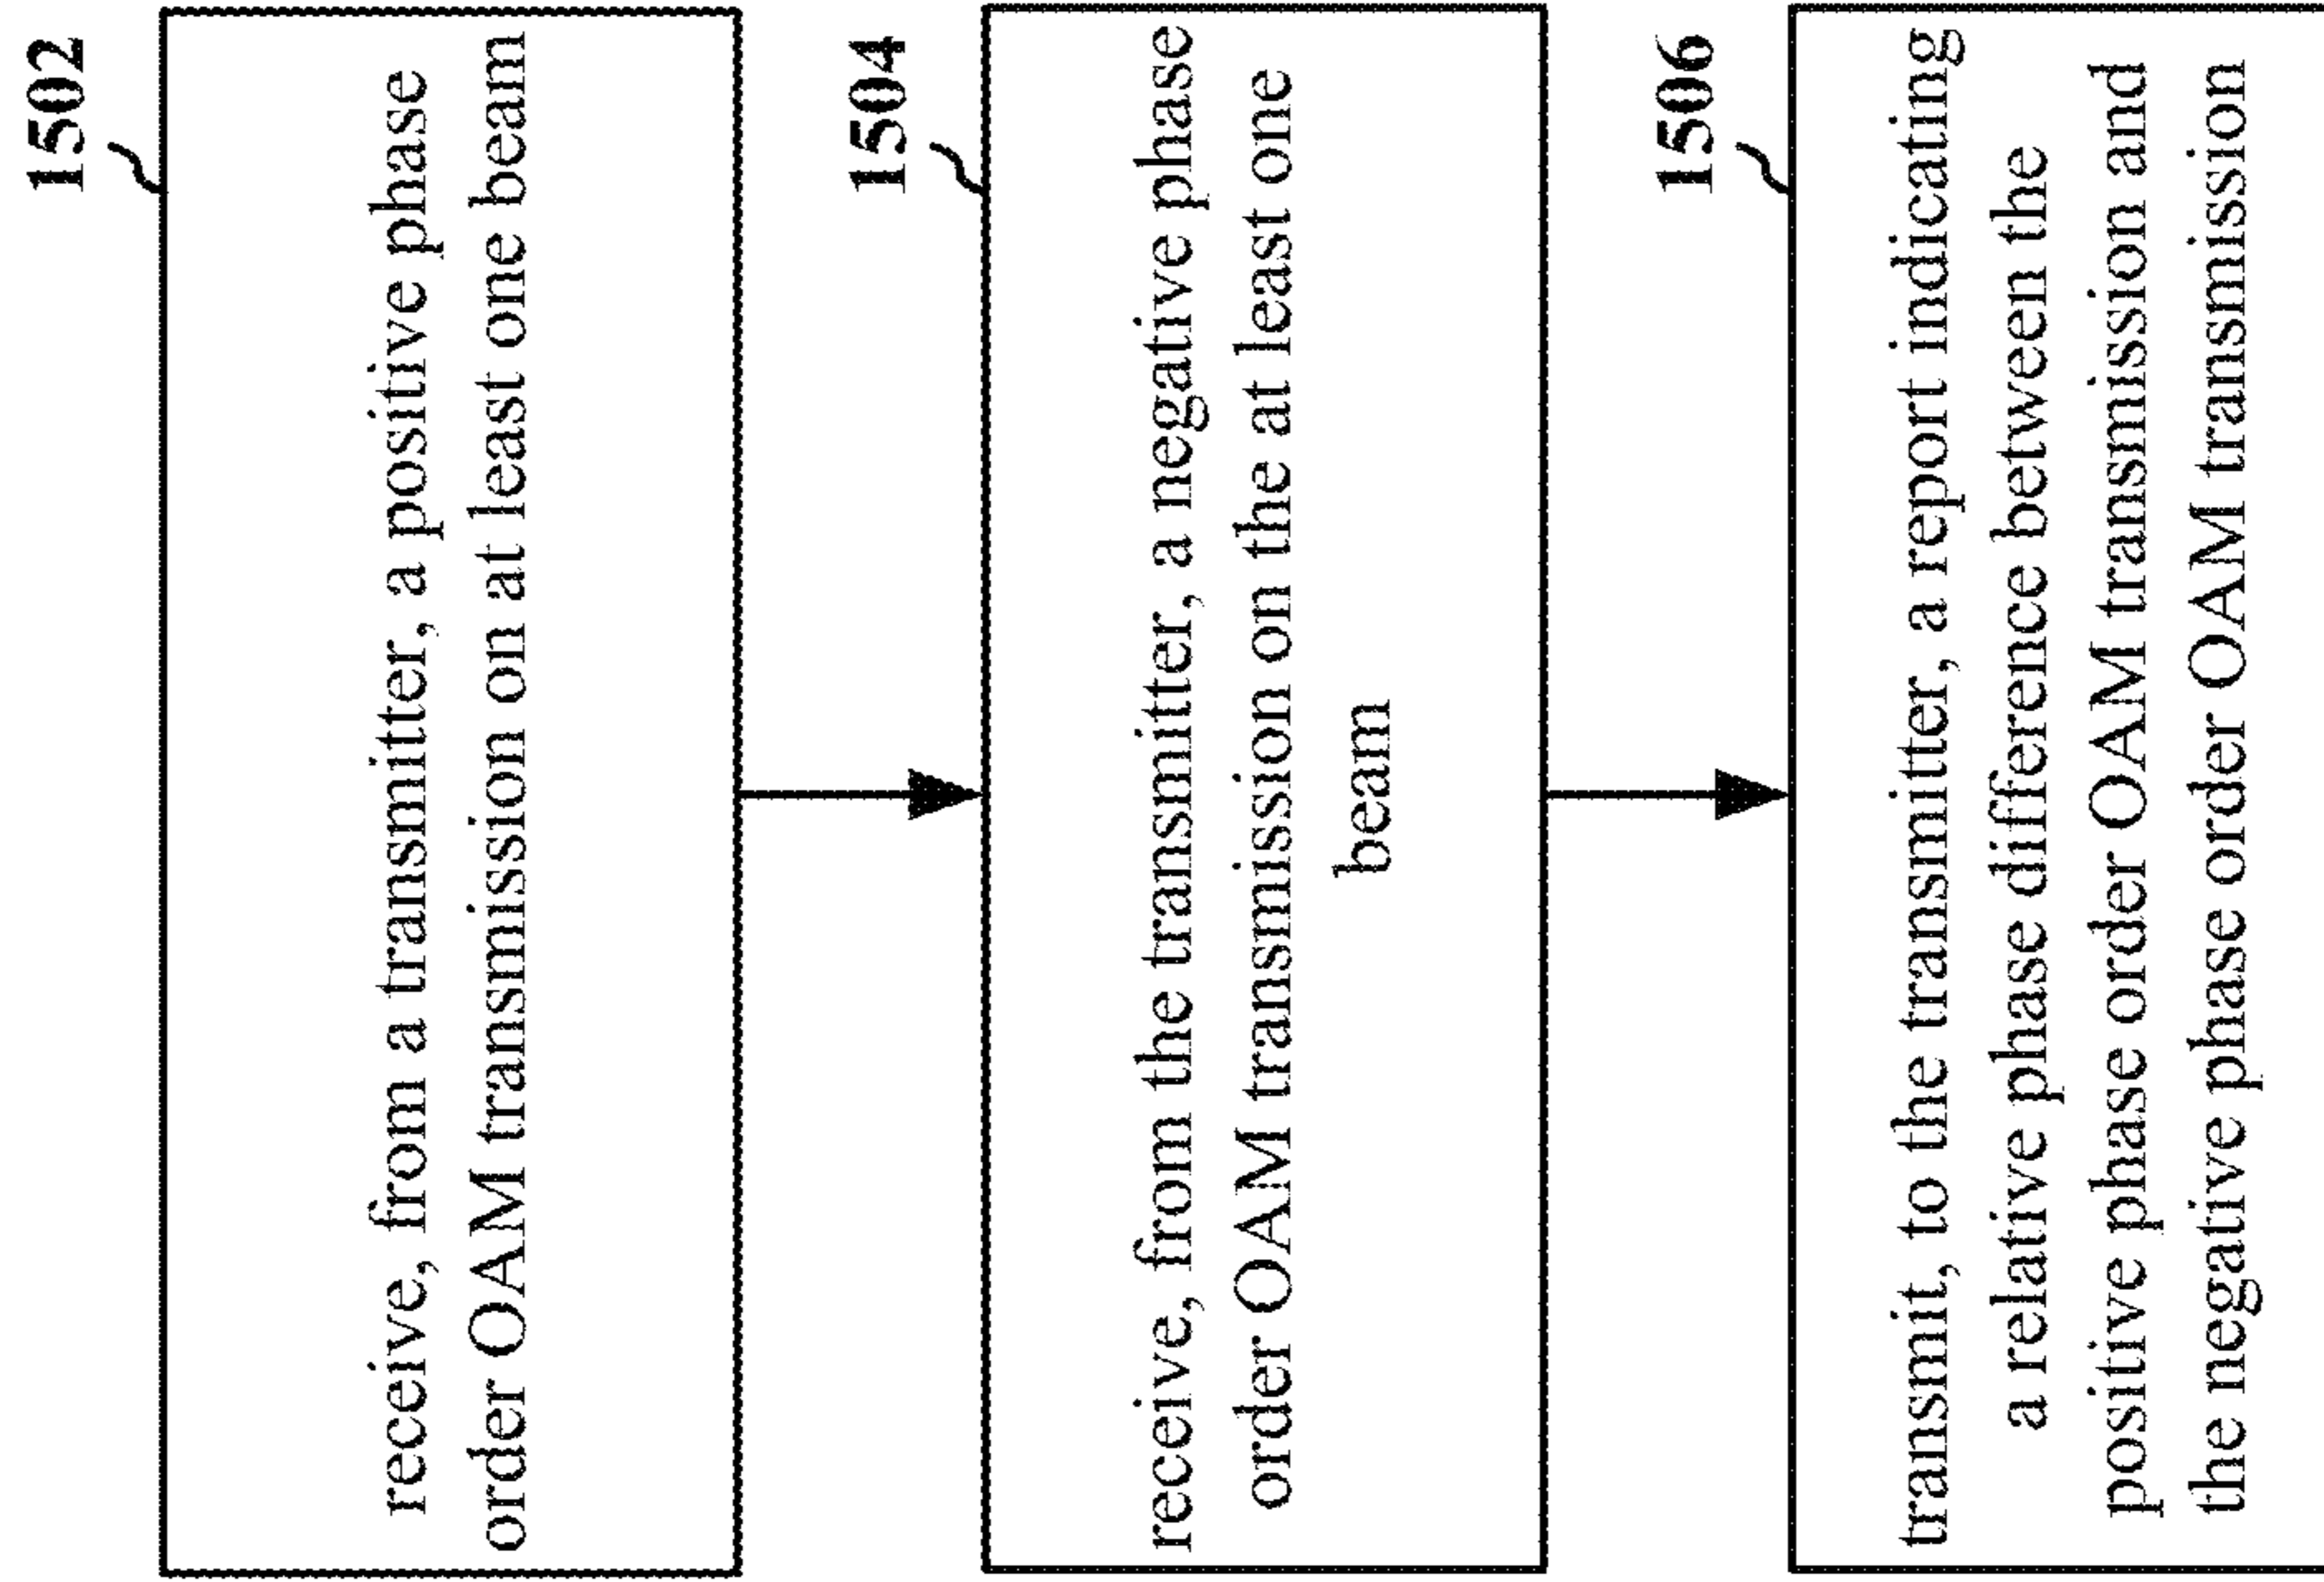 1502
receive, from a transmitter, a positive phase
order OAM transmission on at least one beam
1504
receive, from the transmitter, a negative phase
order OAM transmission on the at least one
beam
1506
transmit, to the transmitter, a report indicating
a relative phase difference between the
positive phase order OAM transmission and
the negative phase order OAM transmission